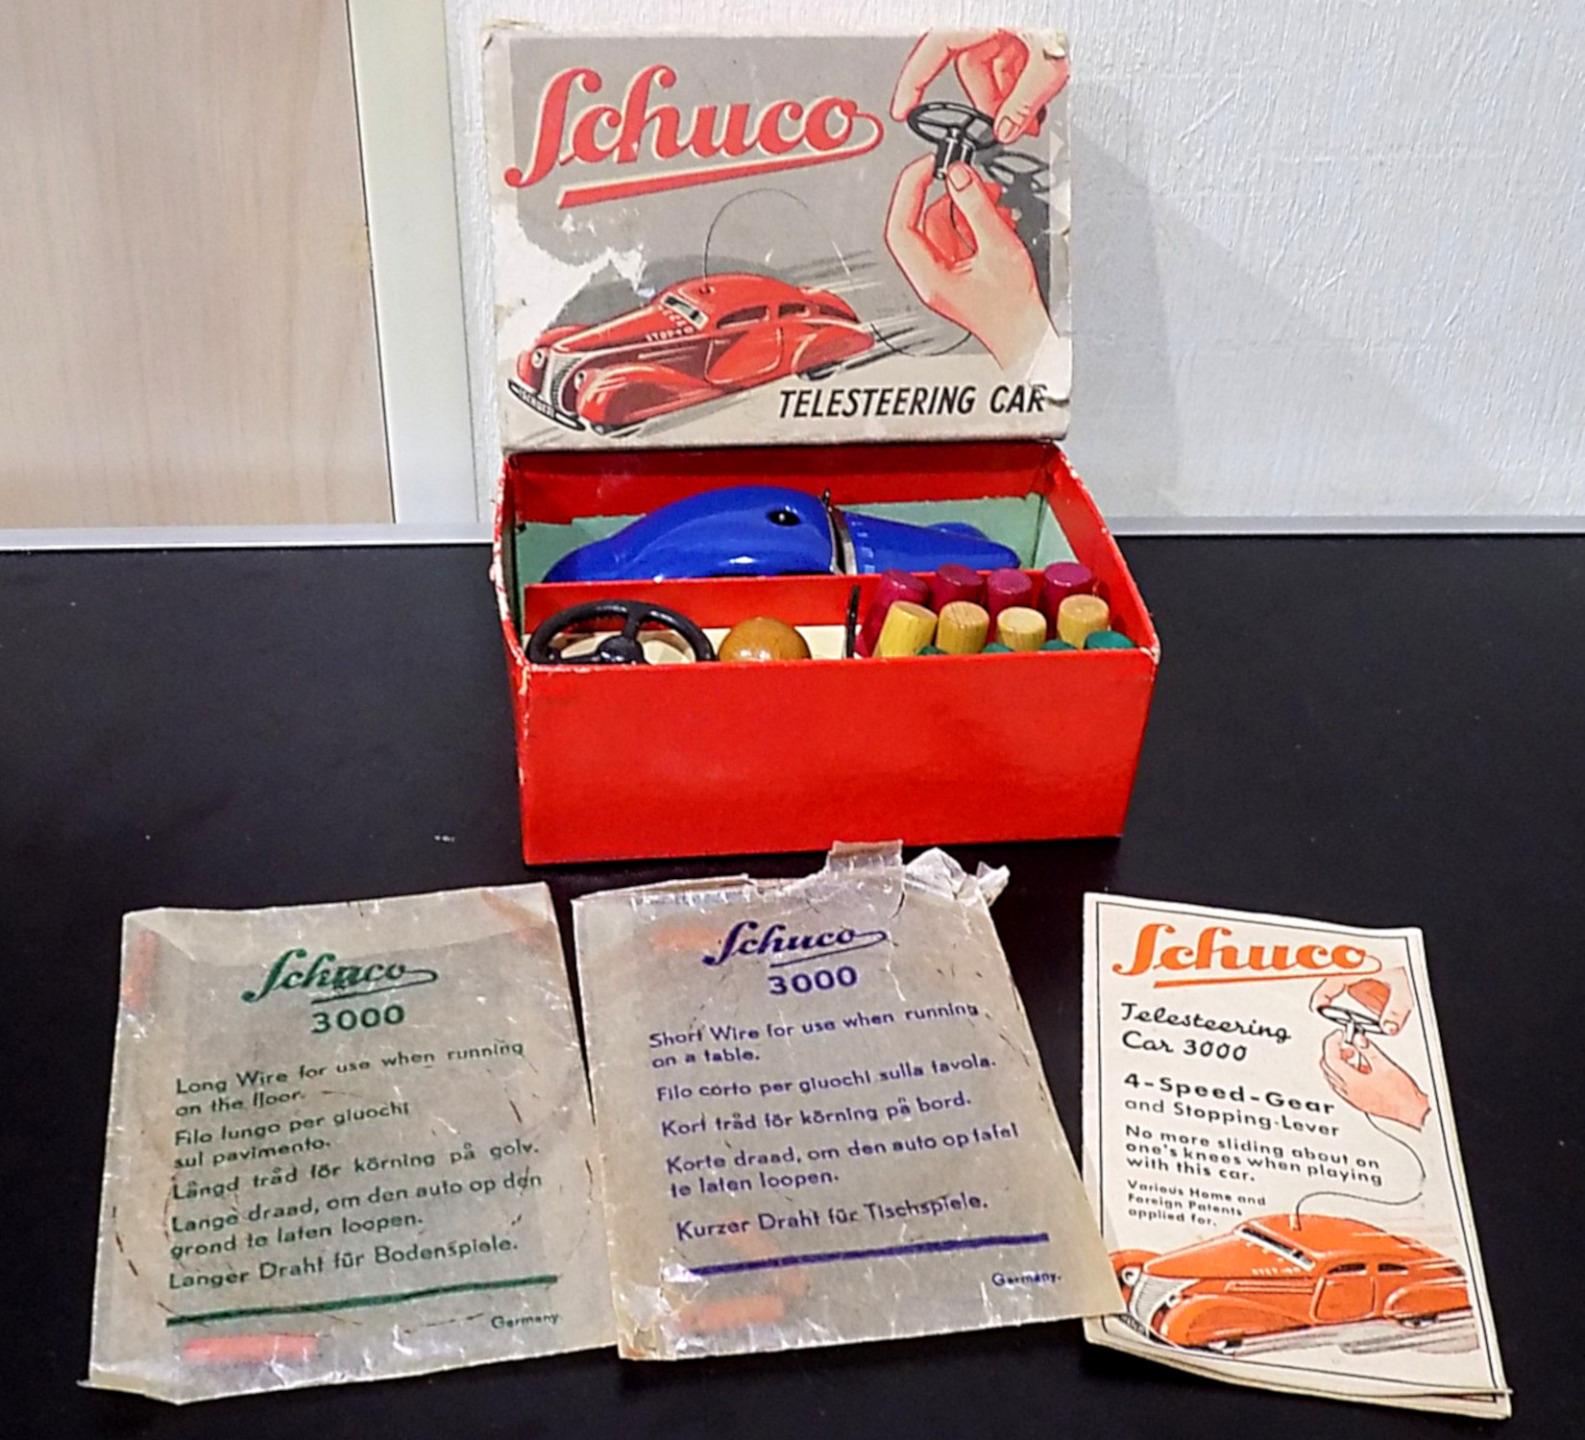 Schuco
STOP
TELESTEERING CAR
Schuco
3000
Long Wire for use when running
on the floor.
Filo lungo per giuochi
sul pavimento.
Långd tråd för körning på golv.
Lange draad, om den auto op den
grond te laten loopen.
Langer Draht für Bodenspiele.
Germany
Schuco
3000
Short Wire for use when running
on a table.
Filo corto per giuochi sulla tavola.
Kort tråd för körning på bord.
Korte draad, om den auto op tafel
te laten loopen.
Kurzer Draht für Tischspiele.
Germany.
Schuco
Telesteering
Car 3000
4-Speed-Gear
and Stopping-Lever
No more sliding about on
one's knees when playing
with this car.
Various Home and
Foreign Patents
applied for.